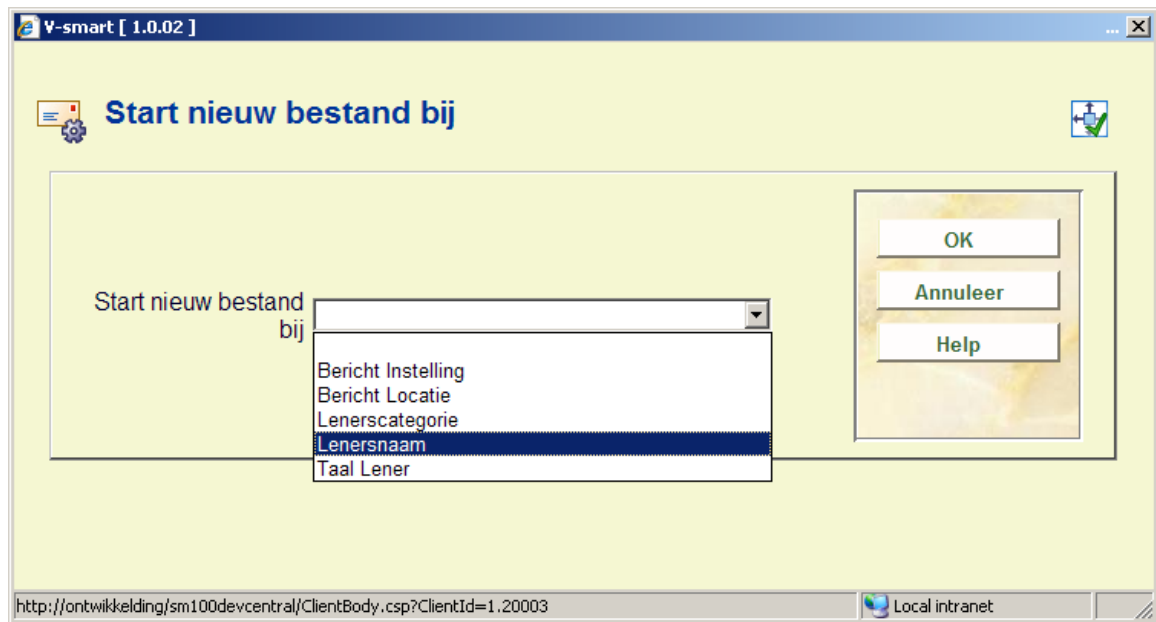 V-smart [ 1.0.02 ]
...
Start nieuw bestand bij
Start nieuw bestand
bij
Bericht Instelling
Bericht Locatie
Lenerscategorie
Lenersnaam
Taal Lener
OK
Annuleer
Help
http://ontwikkelding/sm100devcentral/ClientBody.csp?ClientId=1.20003
Local intranet